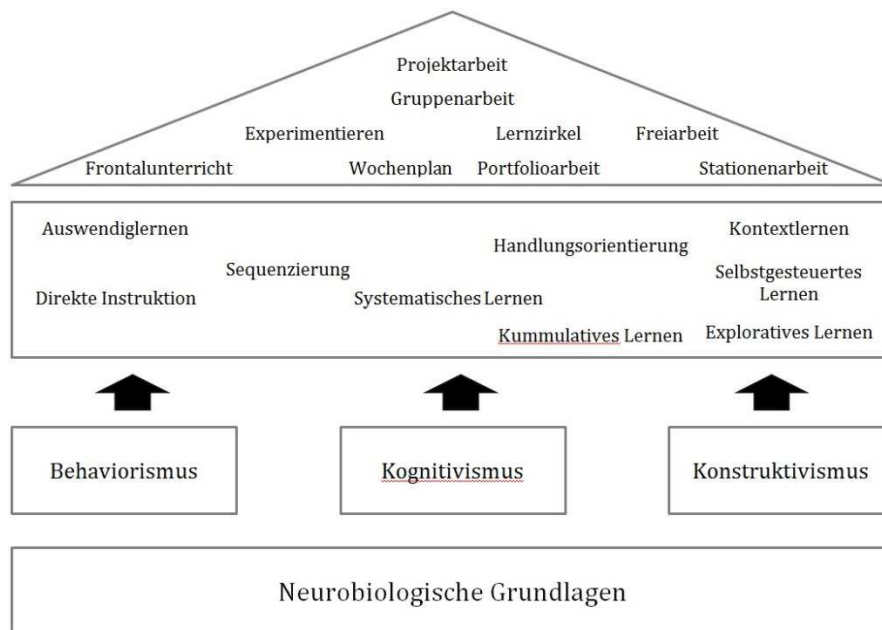 Projektarbeit
Gruppenarbeit
Experimentieren Lernzirkel Freiarbeit
Frontalunterricht Wochenplan Portfolioarbeit Stationenarbeit
Auswendiglernen Kontextlernen
Handlungsorientierung
Sequenzierung Selbstgesteuertes
Lernen
Direkte Instruktion Systematisches Lernen
Kummulatives Lernen Exploratives Lernen
Behaviorismus Kognitivismus Konstruktivismus
Neurobiologische Grundlagen